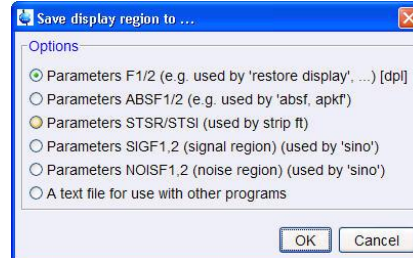 Save display region to ...
Options
Parameters F1/2 (e.g. used by 'restore display', ...) [dpl]
Parameters ABSF1/2 (e.g. used by 'absf, apkf')
Parameters STSR/STSI (used by strip ft)
Parameters SIGF1,2 (signal region) (used by 'sino')
Parameters NOISF1,2 (noise region) (used by 'sino')
A text file for use with other programs
OK Cancel